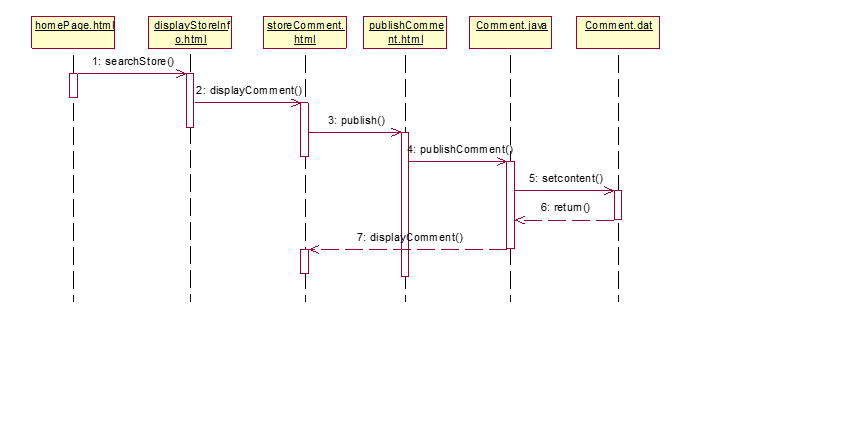 homePage.html
displayStoreInf
o.html
storeComment.
html
publishComme
nt.html
Comment.java
Comment.dat
1: searchStore()
2: displayComment()
3: publish()
4: publishComment()
5: setcontent()
6: return()
7: displayComment()